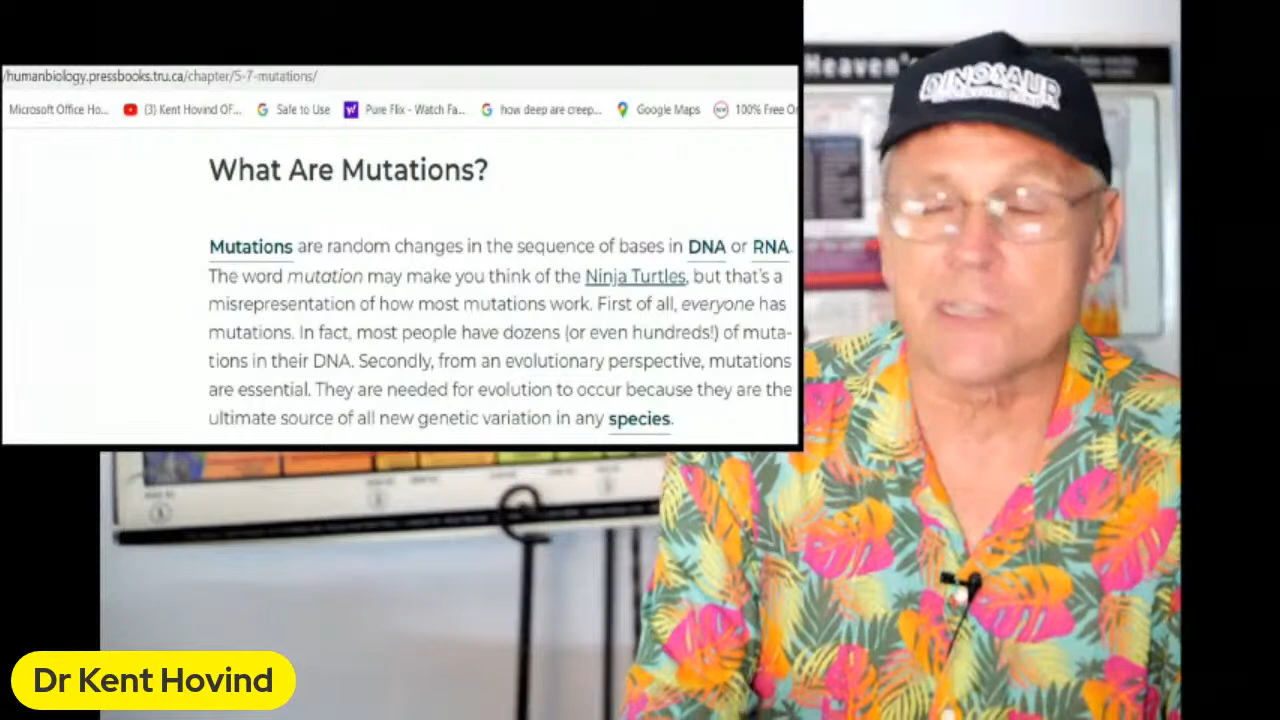 /humanbiology.pressbooks.tru.ca/chapter/5-7-mutations/
Microsoft Office Ho... (3) Kent Hovind OF... Safe to Use Pure Flix - Watch Fa... how deep are creep... Google Maps 100% Free O
What Are Mutations?
Mutations are random changes in the sequence of bases in DNA or RNA.
The word mutation may make you think of the Ninja Turtles, but that's a
misrepresentation of how most mutations work. First of all, everyone has
mutations. In fact, most people have dozens (or even hundreds!) of muta-
tions in their DNA. Secondly, from an evolutionary perspective, mutations
are essential. They are needed for evolution to occur because they are the
ultimate source of all new genetic variation in any species.
Heaven's
DINOSAUR
Dr Kent Hovind